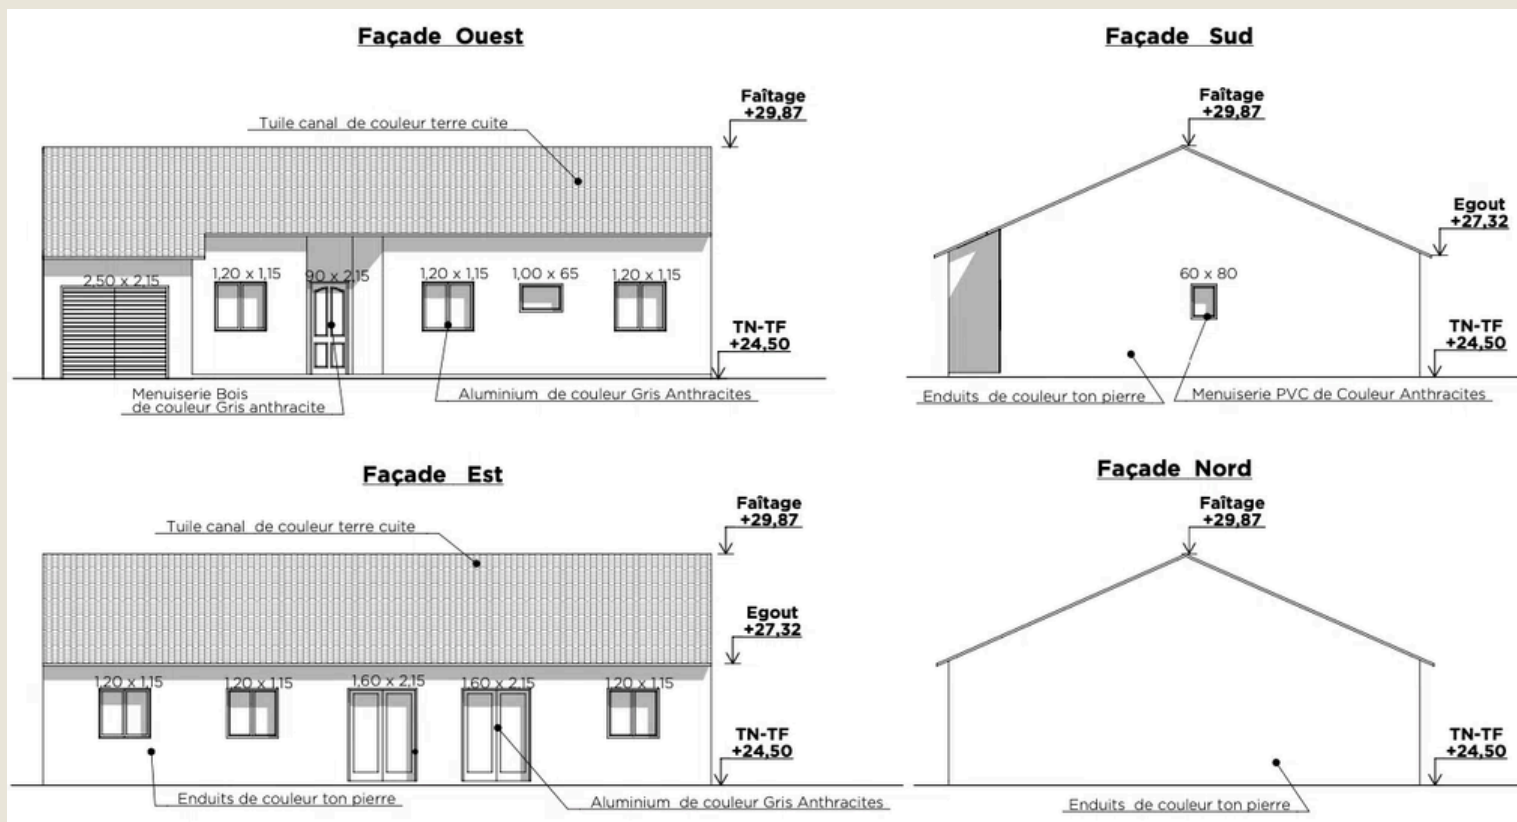 Façade Ouest
Faîtage
+29,87
Tuile canal de couleur terre cuite
2,50 x 2,15
1,20 x 1,15
90 x 2,15
1,20 x 1,15
1,00 x 65
1,20 x 1,15
TN-TF
+24,50
Menuiserie Bois
de couleur Gris anthracite
Aluminium de couleur Gris Anthracites
Façade Sud
Faîtage
+29,87
Egout
+27,32
60 x 80
TN-TF
+24,50
Enduits de couleur ton pierre
Menuiserie PVC de Couleur Anthracites
Façade Est
Faîtage
+29,87
Tuile canal de couleur terre cuite
Egout
+27,32
1,20 x 1,15
1,20 x 1,15
1,60 x 2,15
1,60 x 2,15
1,20 x 1,15
TN-TF
+24,50
Enduits de couleur ton pierre
Aluminium de couleur Gris Anthracites
Façade Nord
Faîtage
+29,87
TN-TF
+24,50
Enduits de couleur ton pierre